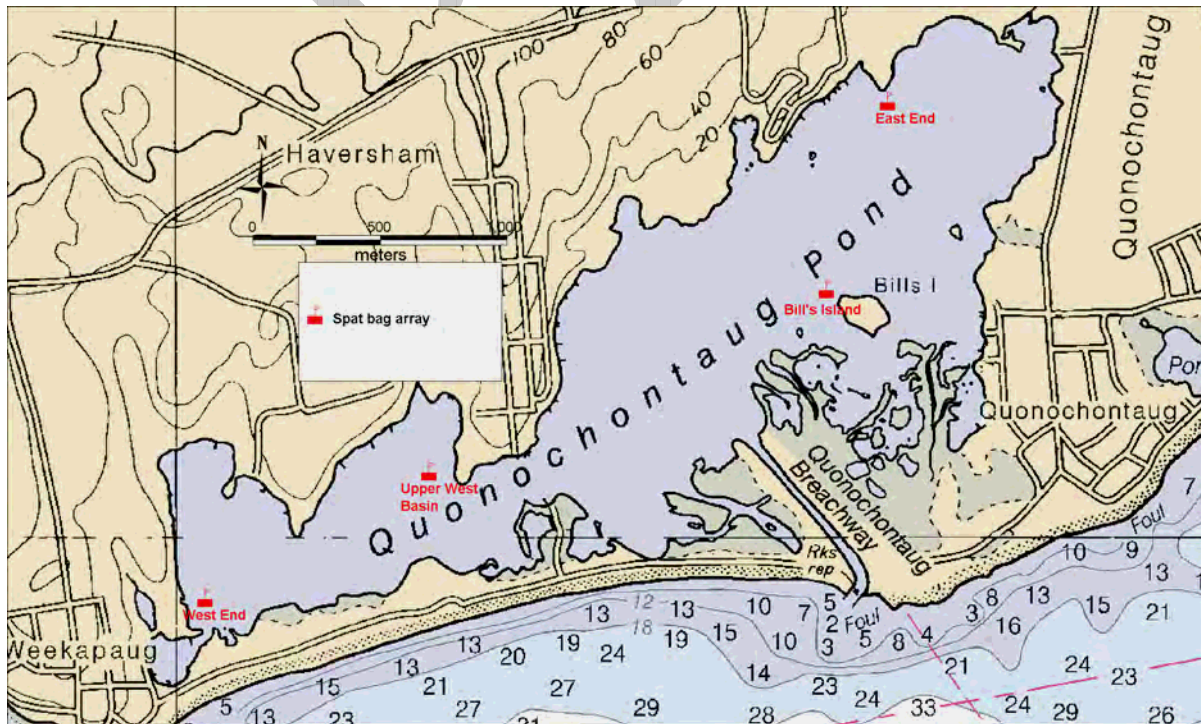 100
80
60
40
20
Haversham
N
0 500 1000
meters
Spat bag array
East End
Quonochontaug
Quonochontaug Pond
Bills I
Bill's Island
Quonochontaug
Upper West
Basin
Quonochontaug
Breachway
Rks
rep
West End
Weekapaug
Foul
7
10 9
13
12 13 10 7 5
13
2
Foul
3 8 13
15
21
18 19 15 10 3 5 8 4 16
13 19 24
13 20 14 21 24
15 21 27 23 23
5 13 23 27 29 28 24 33 24 29 26